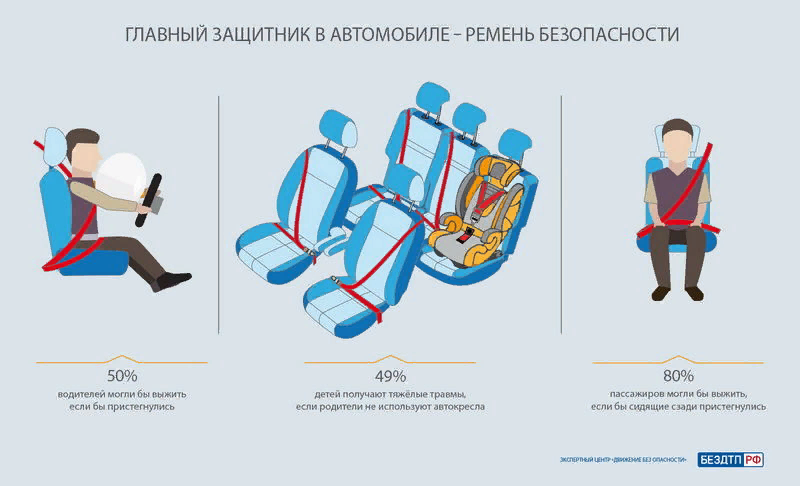 ГЛАВНЫЙ ЗАЩИТНИК В АВТОМОБИЛЕ – РЕМЕНЬ БЕЗОПАСНОСТИ
50%
водителей могли бы выжить
если бы пристегнулись
49%
детей получают тяжёлые травмы,
если родители не используют автокресла
80%
пассажиров могли бы выжить,
если бы сидящие сзади пристегнулись
ЭКСПЕРТНЫЙ ЦЕНТР «ДВИЖЕНИЕ БЕЗ ОПАСНОСТИ»
БЕЗДТП РФ